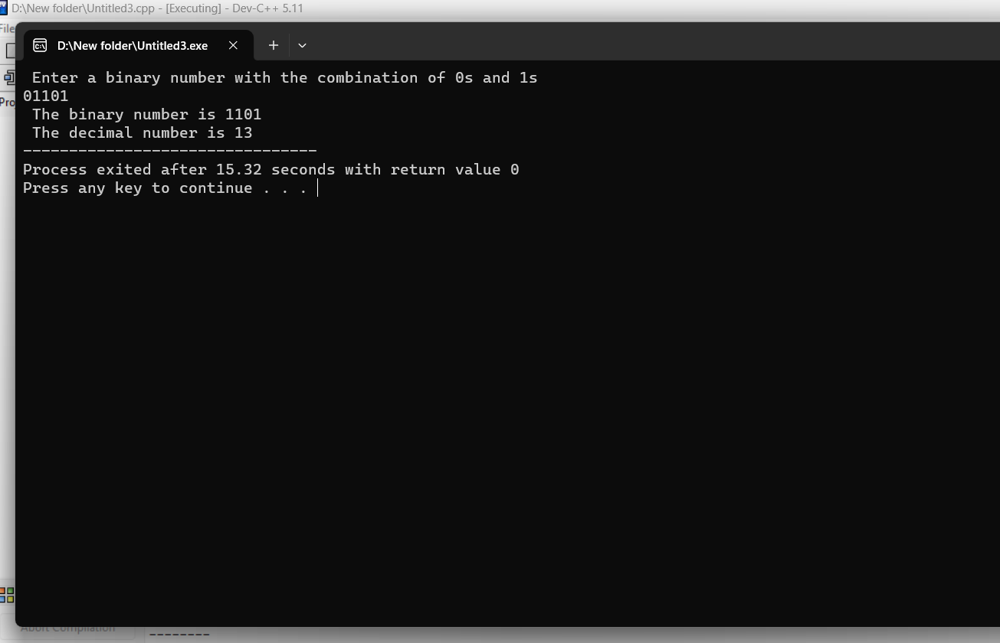 D:\New folder\Untitled3.cpp - [Executing] - Dev-C++ 5.11
File
D:\New folder\Untitled3.exe
 Enter a binary number with the combination of 0s and 1s
01101
 The binary number is 1101
 The decimal number is 13
--------------------------------
Process exited after 15.32 seconds with return value 0
Press any key to continue . . .
Abort Compilation
--------